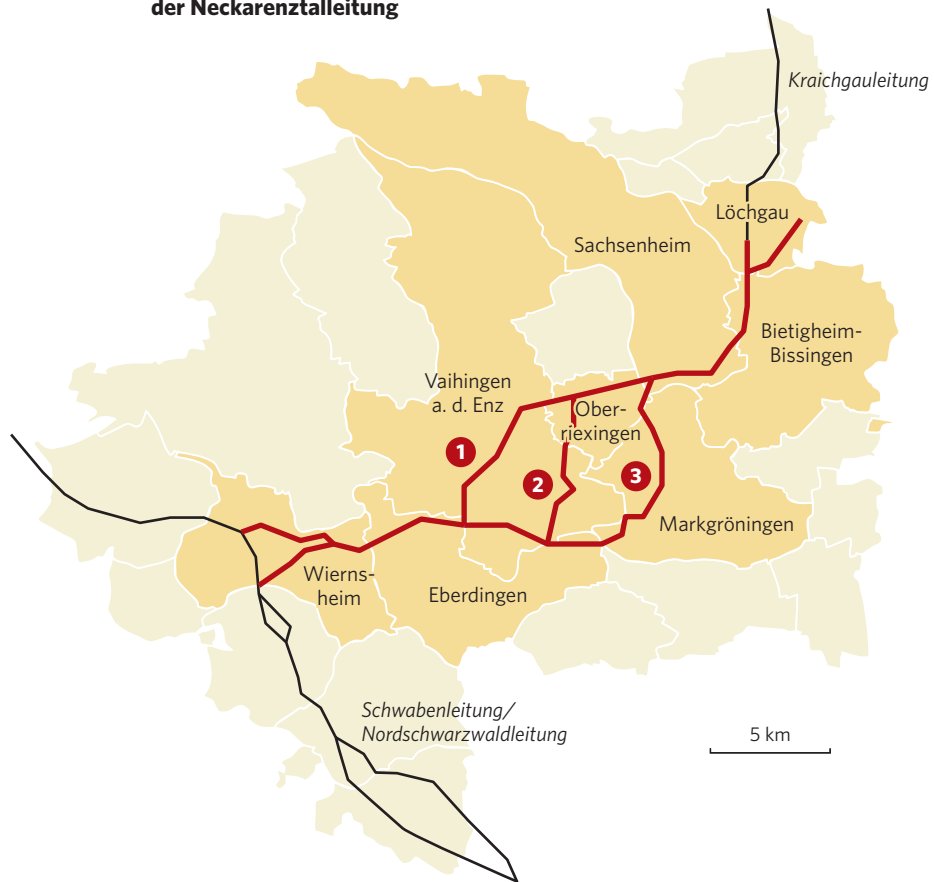 der Neckarenztalleitung
Kraichgauleitung
Löchgau
Sachsenheim
Bietigheim-
Bissingen
Vaihingen
a. d. Enz
Ober-
riexingen
1
2
3
Markgröningen
Wierns-
heim
Eberdingen
Schwabenleitung/
Nordschwarzwaldleitung
5 km